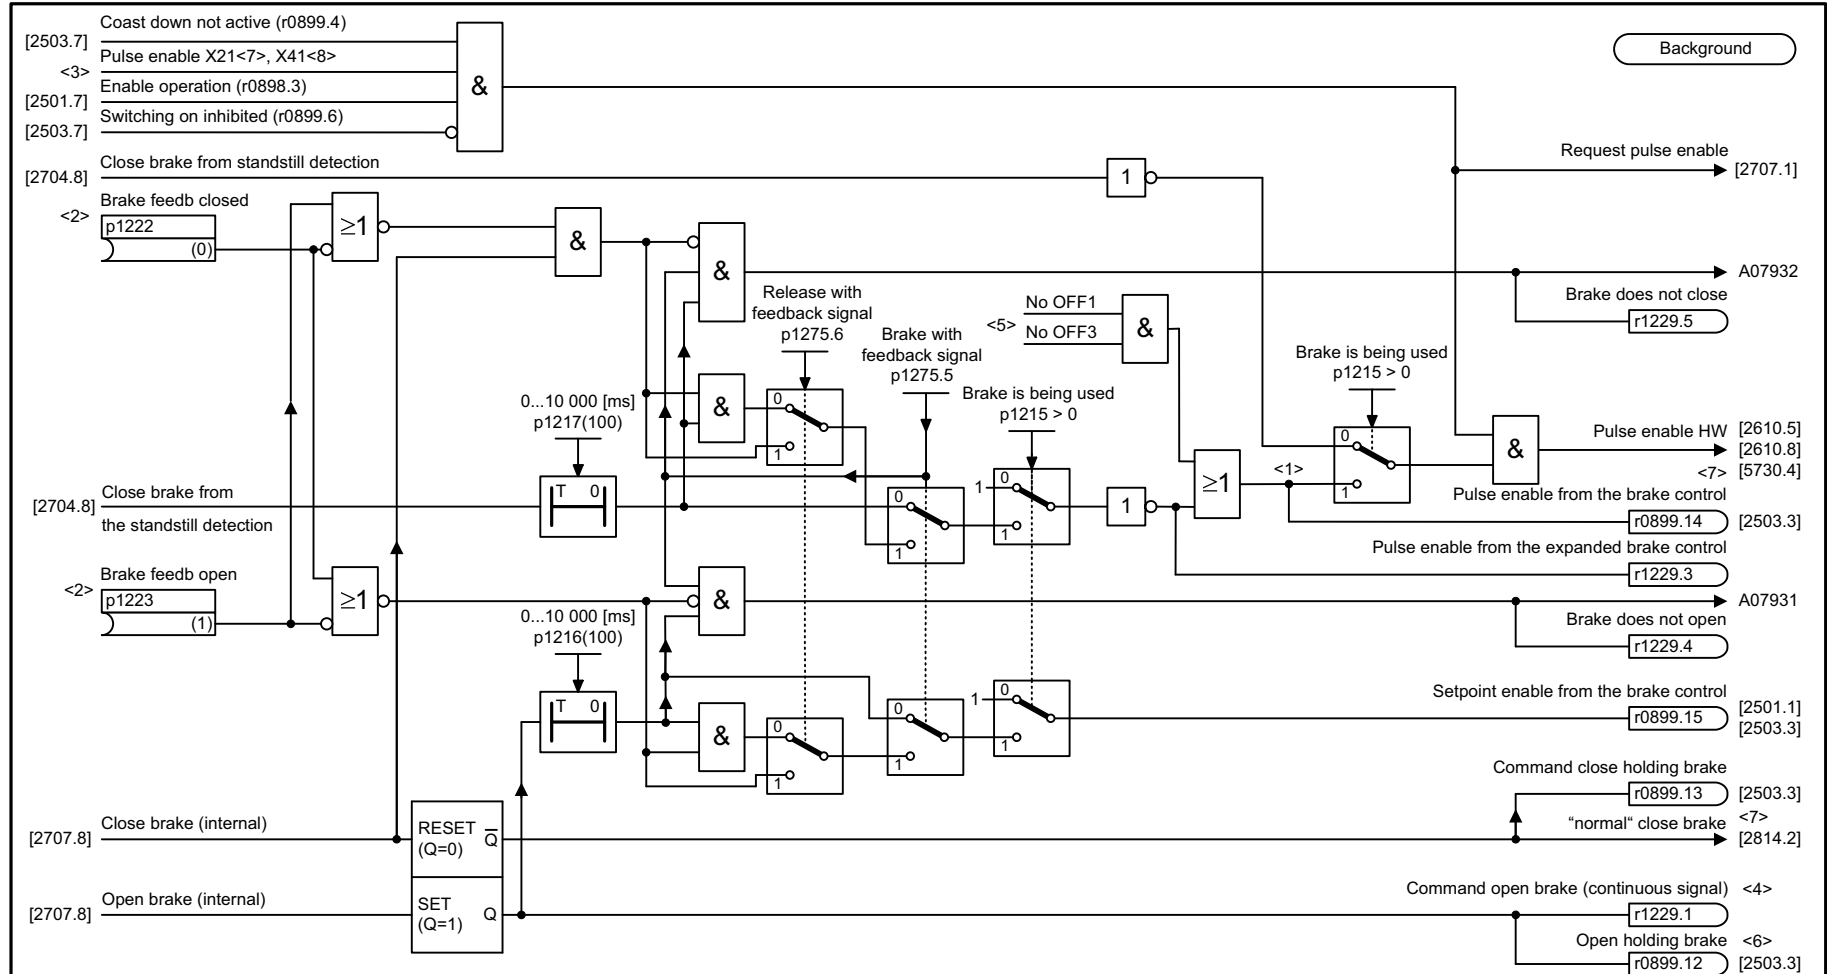 Coast down not active (r0899.4)
[2503.7]
Pulse enable X21<7>, X41<8>
<3>
Enable operation (r0898.3)
[2501.7]
Switching on inhibited (r0899.6)
[2503.7]
&
Background
Close brake from standstill detection
[2704.8]
1
Request pulse enable
[2707.1]
Brake feedb closed
<2>
p1222
(0)
≥1
&
&
A07932
Brake does not close
r1229.5
Release with
feedback signal
p1275.6
Brake with
feedback signal
p1275.5
No OFF1
<5>
No OFF3
&
Brake is being used
p1215 > 0
Brake is being used
p1215 > 0
0...10 000 [ms]
p1217(100)
&
0
1
0
1
&
Pulse enable HW
[2610.5]
[2610.8]
<7>
[5730.4]
Close brake from
[2704.8]
the standstill detection
T 0
0
1
1
0
1
1
≥1
<1>
Pulse enable from the brake control
r0899.14
[2503.3]
Pulse enable from the expanded brake control
r1229.3
Brake feedb open
<2>
p1223
(1)
≥1
&
A07931
Brake does not open
r1229.4
0...10 000 [ms]
p1216(100)
T 0
&
0
1
0
1
1
0
1
Setpoint enable from the brake control
r0899.15
[2501.1]
[2503.3]
Command close holding brake
r0899.13
[2503.3]
Close brake (internal)
[2707.8]
RESET
(Q=0)
Q̅
“normal“ close brake
<7>
[2814.2]
Open brake (internal)
[2707.8]
SET
(Q=1)
Q
Command open brake (continuous signal) <4>
r1229.1
Open holding brake <6>
r0899.12
[2503.3]